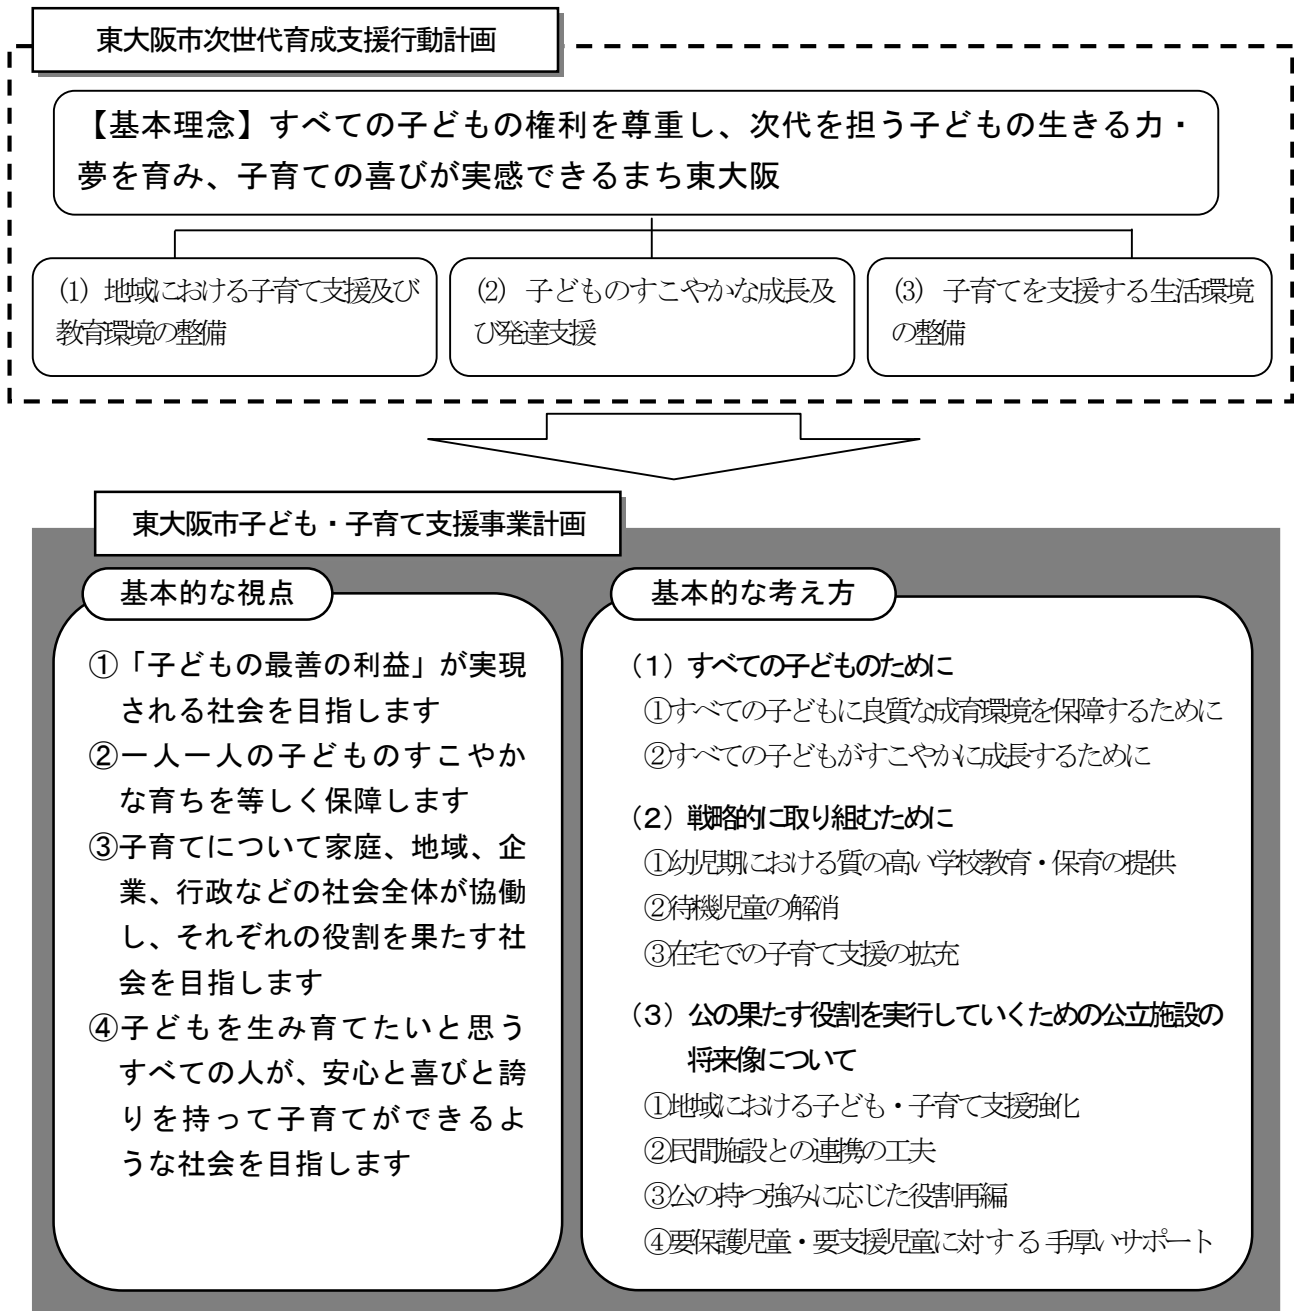 東大阪市次世代育成支援行動計画
【基本理念】すべての子どもの権利を尊重し、次代を担う子どもの生きる力・
夢を育み、子育ての喜びが実感できるまち東大阪
(1) 地域における子育て支援及び
教育環境の整備
(2) 子どものすこやかな成長及
び発達支援
(3) 子育てを支援する生活環境
の整備
東大阪市子ども・子育て支援事業計画
基本的な視点
①「子どもの最善の利益」が実現
される社会を目指します
②一人一人の子どものすこやか
な育ちを等しく保障します
③子育てについて家庭、地域、企
業、行政などの社会全体が協働
し、それぞれの役割を果たす社
会を目指します
④子どもを生み育てたいと思う
すべての人が、安心と喜びと誇
りを持って子育てができるよ
うな社会を目指します
基本的な考え方
（1）すべての子どものために
①すべての子どもに良質な成育環境を保障するために
②すべての子どもがすこやかに成長するために
（2）戦略的に取り組むために
①幼児期における質の高い学校教育・保育の提供
②待機児童の解消
③在宅での子育て支援の拡充
（3）公の果たす役割を実行していくための公立施設の
将来像について
①地域における子ども・子育て支援強化
②民間施設との連携の工夫
③公の持つ強みに応じた役割再編
④要保護児童・要支援児童に対する手厚いサポート